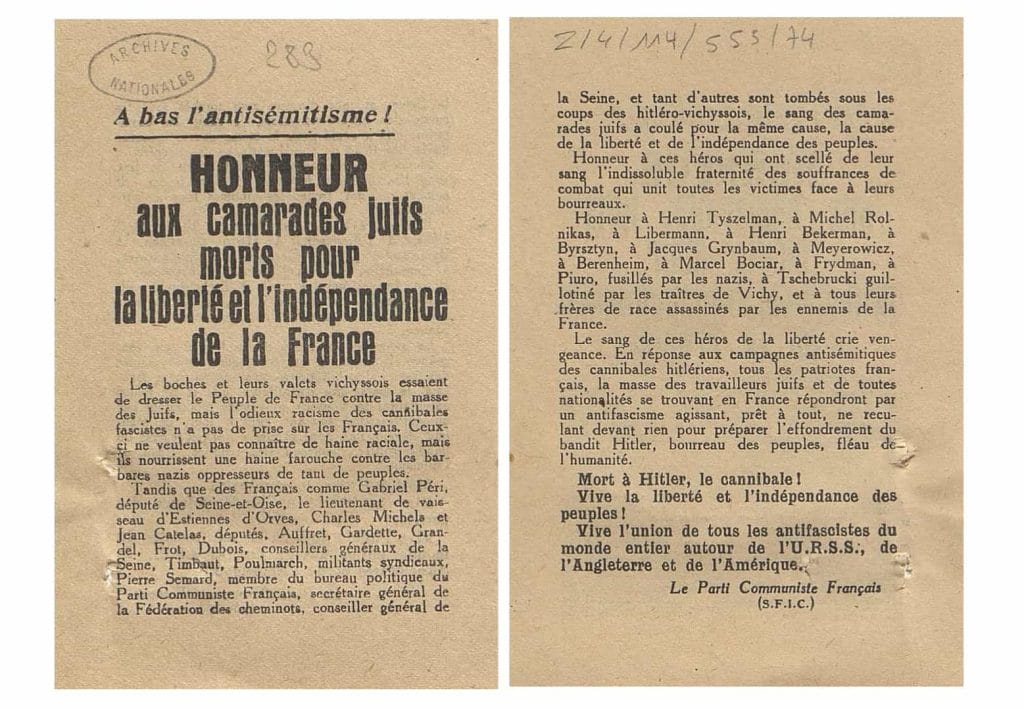 ARCHIVES
NATIONALES
289
A bas l'antisémitisme !
HONNEUR
aux camarades juifs
morts pour
la liberté et l'indépendance
de la France
Les boches et leurs valets vichyssois essaient
de dresser le Peuple de France contre la masse
des Juifs, mais l'odieux racisme des cannibales
fascistes n'a pas de prise sur les Français. Ceux-
ci ne veulent pas connaître de haine raciale, mais
ils nourrissent une haine farouche contre les bar-
bares nazis oppresseurs de tant de peuples.
Tandis que des Français comme Gabriel Péri,
député de Seine-et-Oise, le lieutenant de vais-
seau d'Estiennes d'Orves, Charles Michels et
Jean Catelas, députés, Auffret, Gardette, Gran-
del, Frot, Dubois, conseillers généraux de la
Seine, Timbaut, Poulmarch, militants syndicaux,
Pierre Semard, membre du bureau politique du
Parti Communiste Français, secrétaire général de
la Fédération des cheminots, conseiller général de
Z/4/114/553/74
la Seine, et tant d'autres sont tombés sous les
coups des hitléro-vichyssois, le sang des cama-
rades juifs a coulé pour la même cause, la cause
de la liberté et de l'indépendance des peuples.
Honneur à ces héros qui ont scellé de leur
sang l'indissoluble fraternité des souffrances de
combat qui unit toutes les victimes face à leurs
bourreaux.
Honneur à Henri Tyszelman, à Michel Rol-
nikas, à Libermann, à Henri Bekerman, à
Byrsztyn, à Jacques Grynbaum, à Meyerowicz,
à Berenheim, à Marcel Bociar, à Frydman, à
Piuro, fusillés par les nazis, à Tschebrucki guil-
lotiné par les traîtres de Vichy, et à tous leurs
frères de race assassinés par les ennemis de la
France.
Le sang de ces héros de la liberté crie ven-
geance. En réponse aux campagnes antisémitiques
des cannibales hitlériens, tous les patriotes fran-
çais, la masse des travailleurs juifs et de toutes
nationalités se trouvant en France répondront par
un antifascisme agissant, prêt à tout, ne recu-
lant devant rien pour préparer l'effondrement du
bandit Hitler, bourreau des peuples, fléau de
l'humanité.
Mort à Hitler, le cannibale !
Vive la liberté et l'indépendance des
peuples !
Vive l'union de tous les antifascistes du
monde entier autour de l'U.R.S.S., de
l'Angleterre et de l'Amérique.
Le Parti Communiste Français
(S.F.I.C.)